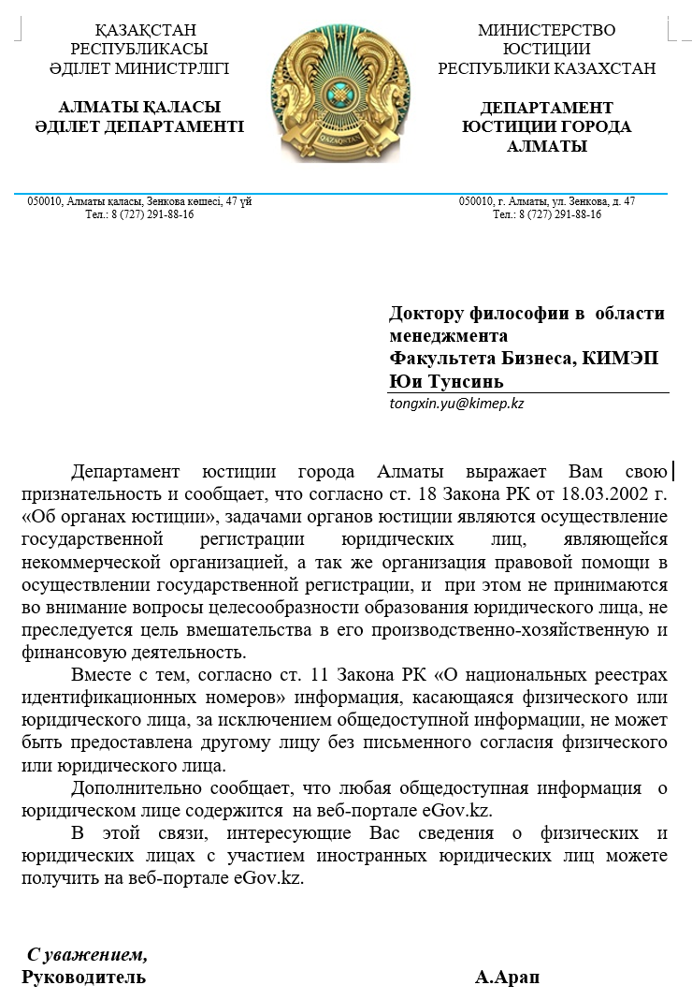 ҚАЗАҚСТАН
РЕСПУБЛИКАСЫ
ӘДІЛЕТ МИНИСТРЛІГІ
АЛМАТЫ ҚАЛАСЫ
ӘДІЛЕТ ДЕПАРТАМЕНТІ
QAZAQSTAN
МИНИСТЕРСТВО
ЮСТИЦИИ
РЕСПУБЛИКИ КАЗАХСТАН
ДЕПАРТАМЕНТ
ЮСТИЦИИ ГОРОДА
АЛМАТЫ
050010, Алматы қаласы, Зенкова көшесі, 47 үй
Тел.: 8 (727) 291-88-16
050010, г. Алматы, ул. Зенкова, д. 47
Тел.: 8 (727) 291-88-16
Доктору философии в области
менеджмента
Факультета Бизнеса, КИМЭП
Юи Тунсинь
tongxin.yu@kimep.kz
Департамент юстиции города Алматы выражает Вам свою
признательность и сообщает, что согласно ст. 18 Закона РК от 18.03.2002 г.
«Об органах юстиции», задачами органов юстиции являются осуществление
государственной регистрации юридических лиц, являющейся
некоммерческой организацией, а так же организация правовой помощи в
осуществлении государственной регистрации, и при этом не принимаются
во внимание вопросы целесообразности образования юридического лица, не
преследуется цель вмешательства в его производственно-хозяйственную и
финансовую деятельность.
Вместе с тем, согласно ст. 11 Закона РК «О национальных реестрах
идентификационных номеров» информация, касающаяся физического или
юридического лица, за исключением общедоступной информации, не может
быть предоставлена другому лицу без письменного согласия физического
или юридического лица.
Дополнительно сообщает, что любая общедоступная информация о
юридическом лице содержится на веб-портале eGov.kz.
В этой связи, интересующие Вас сведения о физических и
юридических лицах с участием иностранных юридических лиц можете
получить на веб-портале eGov.kz.
С уважением,
Руководитель А.Арап